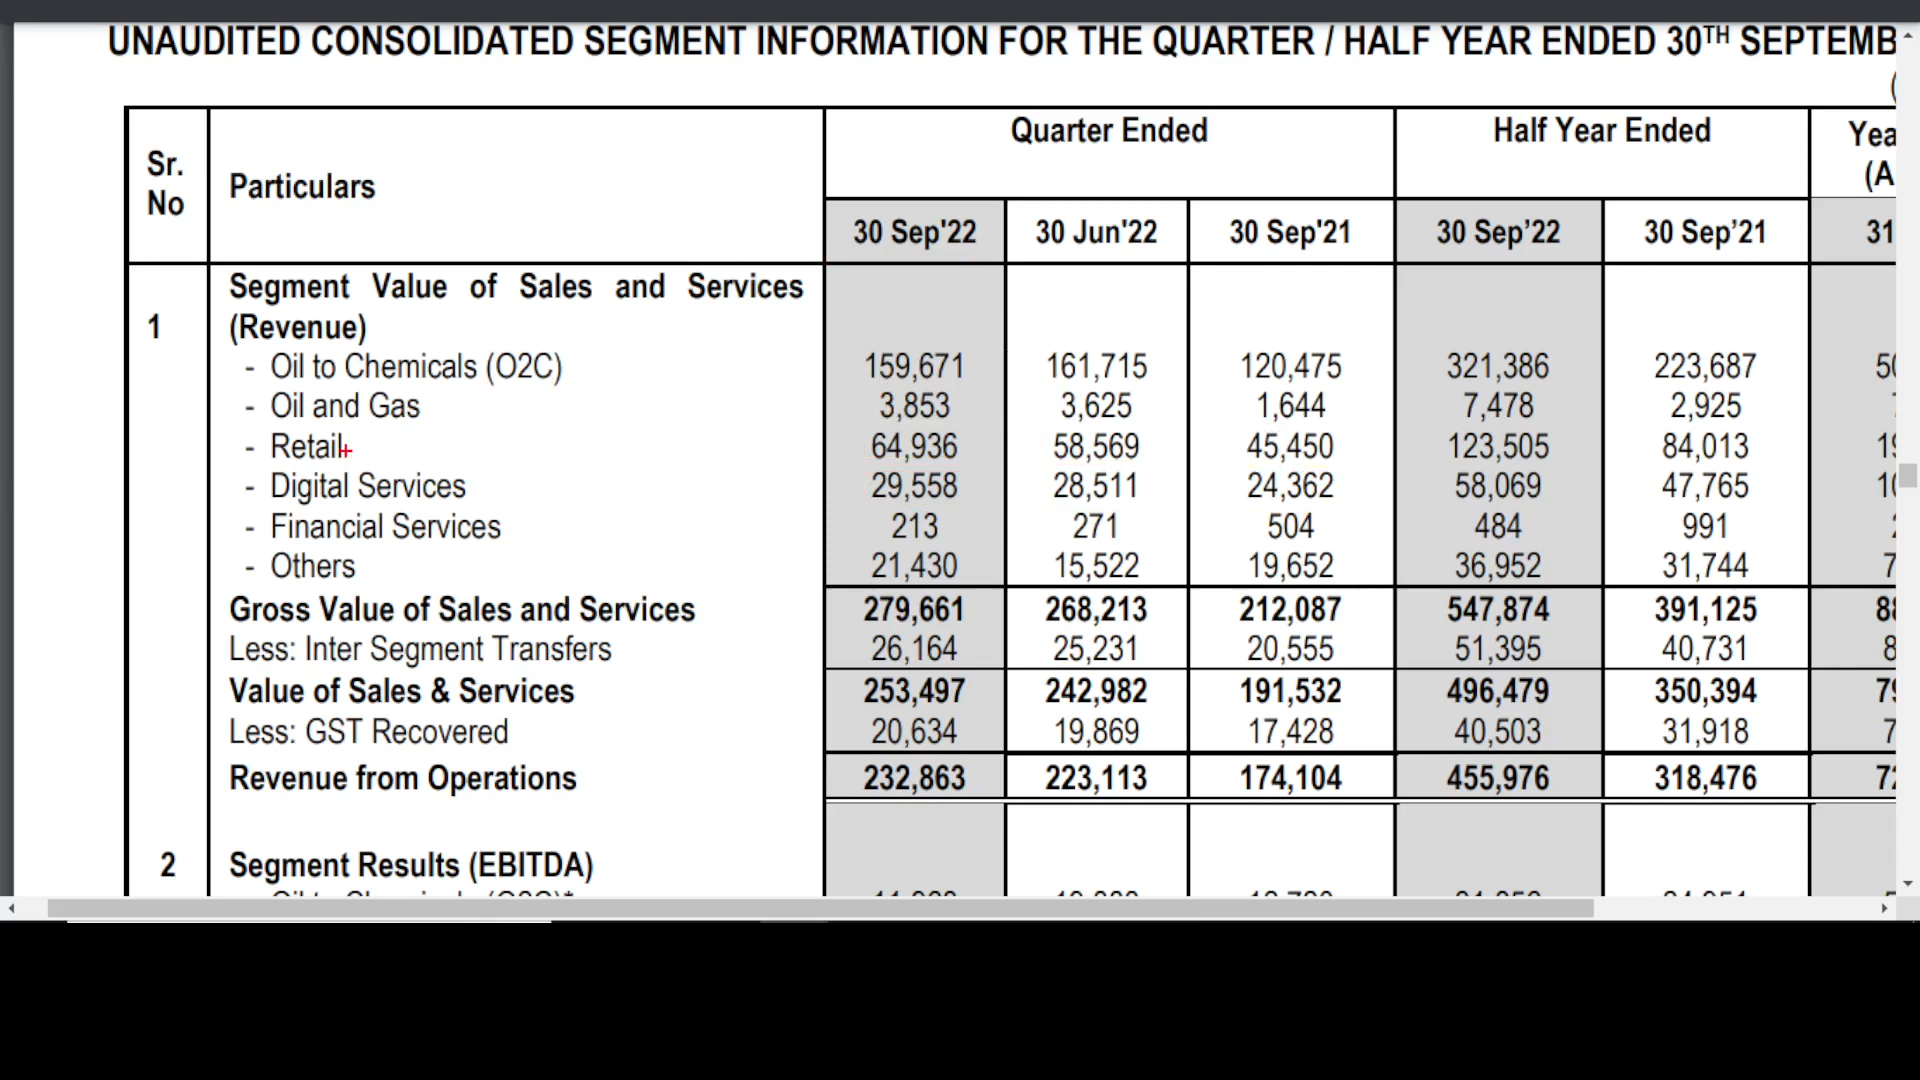 UNAUDITED CONSOLIDATED SEGMENT INFORMATION FOR THE QUARTER / HALF YEAR ENDED 30TH SEPTEMB
Sr. No Particulars Quarter Ended Half Year Ended Yea (A
30 Sep'22 30 Jun'22 30 Sep'21 30 Sep’22 30 Sep’21 31
1 Segment Value of Sales and Services
(Revenue)
- Oil to Chemicals (O2C) 159,671 161,715 120,475 321,386 223,687
- Oil and Gas 3,853 3,625 1,644 7,478 2,925
- Retail 64,936 58,569 45,450 123,505 84,013
- Digital Services 29,558 28,511 24,362 58,069 47,765
- Financial Services 213 271 504 484 991
- Others 21,430 15,522 19,652 36,952 31,744
Gross Value of Sales and Services 279,661 268,213 212,087 547,874 391,125
Less: Inter Segment Transfers 26,164 25,231 20,555 51,395 40,731
Value of Sales & Services 253,497 242,982 191,532 496,479 350,394
Less: GST Recovered 20,634 19,869 17,428 40,503 31,918
Revenue from Operations 232,863 223,113 174,104 455,976 318,476
2 Segment Results (EBITDA)